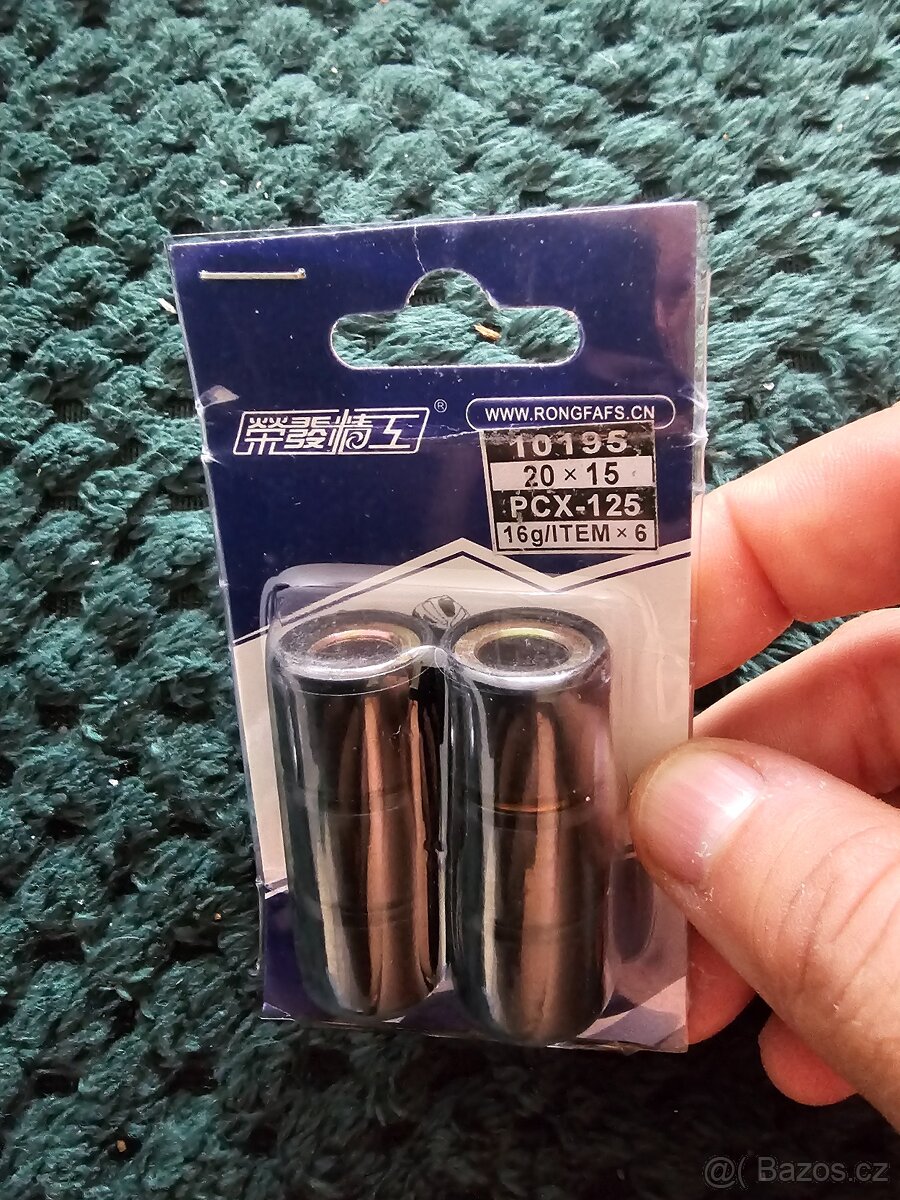 榮發精工®
WWW.RONGFAFS.CN
10195
20×15
PCX-125
16g/ITEM×6
@( Bazos.cz